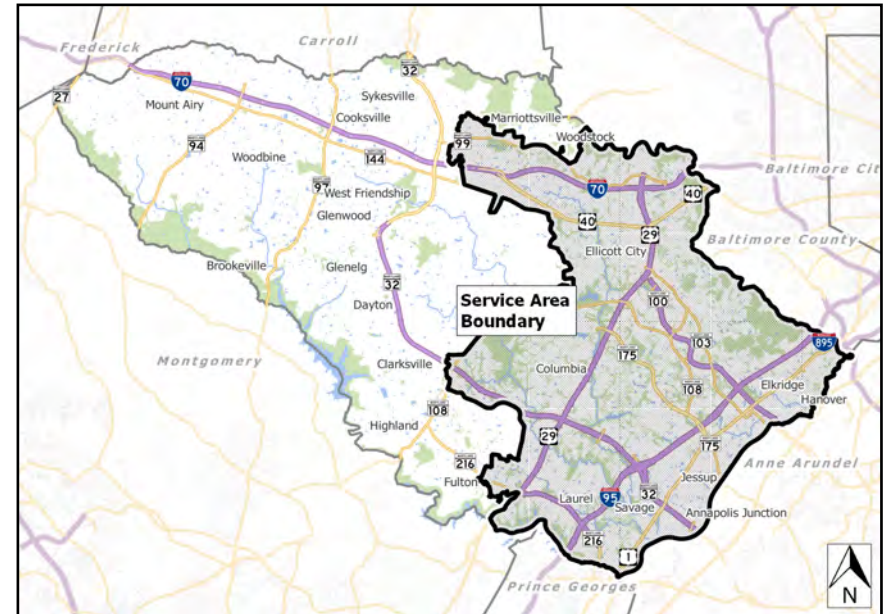 Frederick
Carroll
32
70
27
Mount Airy
Sykesville
Cooksville
Marriottsville
Woodstock
99
94
144
Woodbine
Baltimore Cit
97
West Friendship
70
40
Glenwood
40
29
Baltimore County
Ellicott City
Brookeville
Glenelg
32
Dayton
Service Area
Boundary
100
103
895
175
Montgomery
Clarksville
Columbia
Elkridge
108
Hanover
108
Highland
29
175
Anne Arundel
216
Fulton
Jessup
Laurel
95
32
Savage
Annapolis Junction
216
1
Prince Georges
N